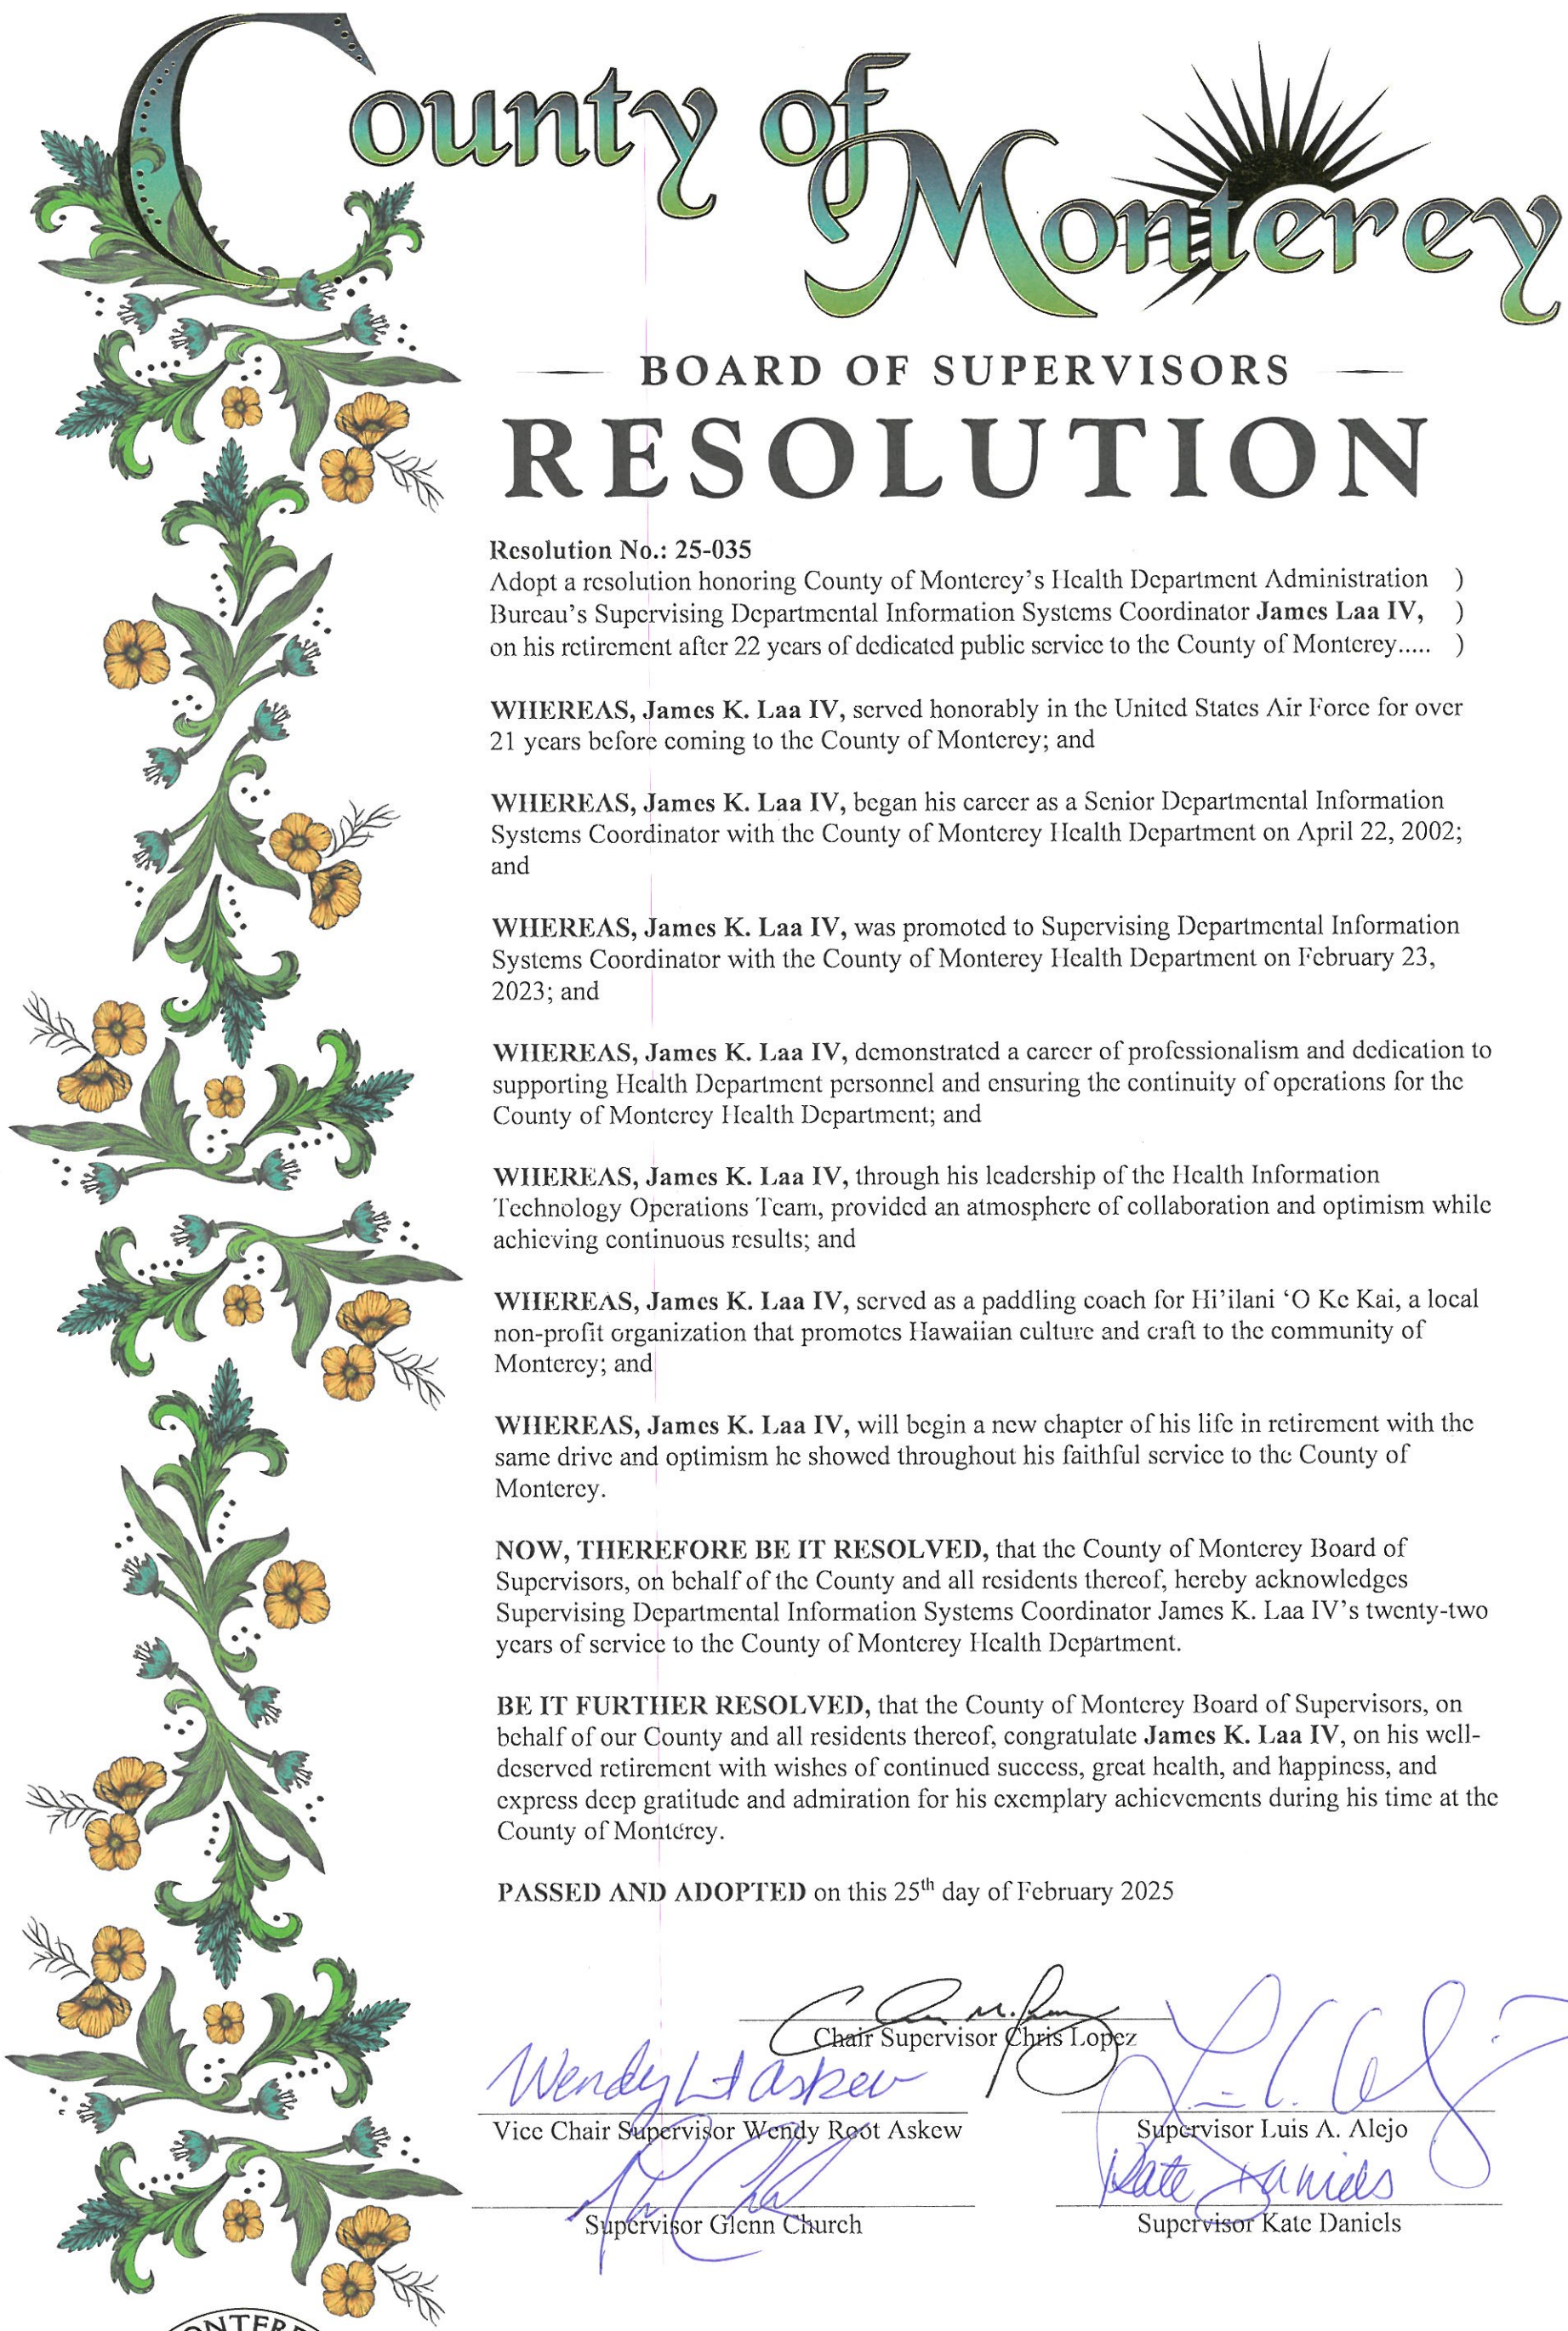 County of
Monterey
BOARD OF SUPERVISORS
RESOLUTION
Resolution No.: 25-035
Adopt a resolution honoring County of Monterey’s Health Department Administration )
Bureau’s Supervising Departmental Information Systems Coordinator James Laa IV, )
on his retirement after 22 years of dedicated public service to the County of Monterey..... )
WHEREAS, James K. Laa IV, served honorably in the United States Air Force for over
21 years before coming to the County of Monterey; and
WHEREAS, James K. Laa IV, began his career as a Senior Departmental Information
Systems Coordinator with the County of Monterey Health Department on April 22, 2002;
and
WHEREAS, James K. Laa IV, was promoted to Supervising Departmental Information
Systems Coordinator with the County of Monterey Health Department on February 23,
2023; and
WHEREAS, James K. Laa IV, demonstrated a career of professionalism and dedication to
supporting Health Department personnel and ensuring the continuity of operations for the
County of Monterey Health Department; and
WHEREAS, James K. Laa IV, through his leadership of the Health Information
Technology Operations Team, provided an atmosphere of collaboration and optimism while
achieving continuous results; and
WHEREAS, James K. Laa IV, served as a paddling coach for Hi’ilani ‘O Ke Kai, a local
non-profit organization that promotes Hawaiian culture and craft to the community of
Monterey; and
WHEREAS, James K. Laa IV, will begin a new chapter of his life in retirement with the
same drive and optimism he showed throughout his faithful service to the County of
Monterey.
NOW, THEREFORE BE IT RESOLVED, that the County of Monterey Board of
Supervisors, on behalf of the County and all residents thereof, hereby acknowledges
Supervising Departmental Information Systems Coordinator James K. Laa IV’s twenty-two
years of service to the County of Monterey Health Department.
BE IT FURTHER RESOLVED, that the County of Monterey Board of Supervisors, on
behalf of our County and all residents thereof, congratulate James K. Laa IV, on his well-
deserved retirement with wishes of continued success, great health, and happiness, and
express deep gratitude and admiration for his exemplary achievements during his time at the
County of Monterey.
PASSED AND ADOPTED on this 25th day of February 2025
Chair Supervisor Chris Lopez
Wendy Askew
Vice Chair Supervisor Wendy Root Askew
Supervisor Luis A. Alejo
Kate Daniels
Supervisor Glenn Church
Supervisor Kate Daniels